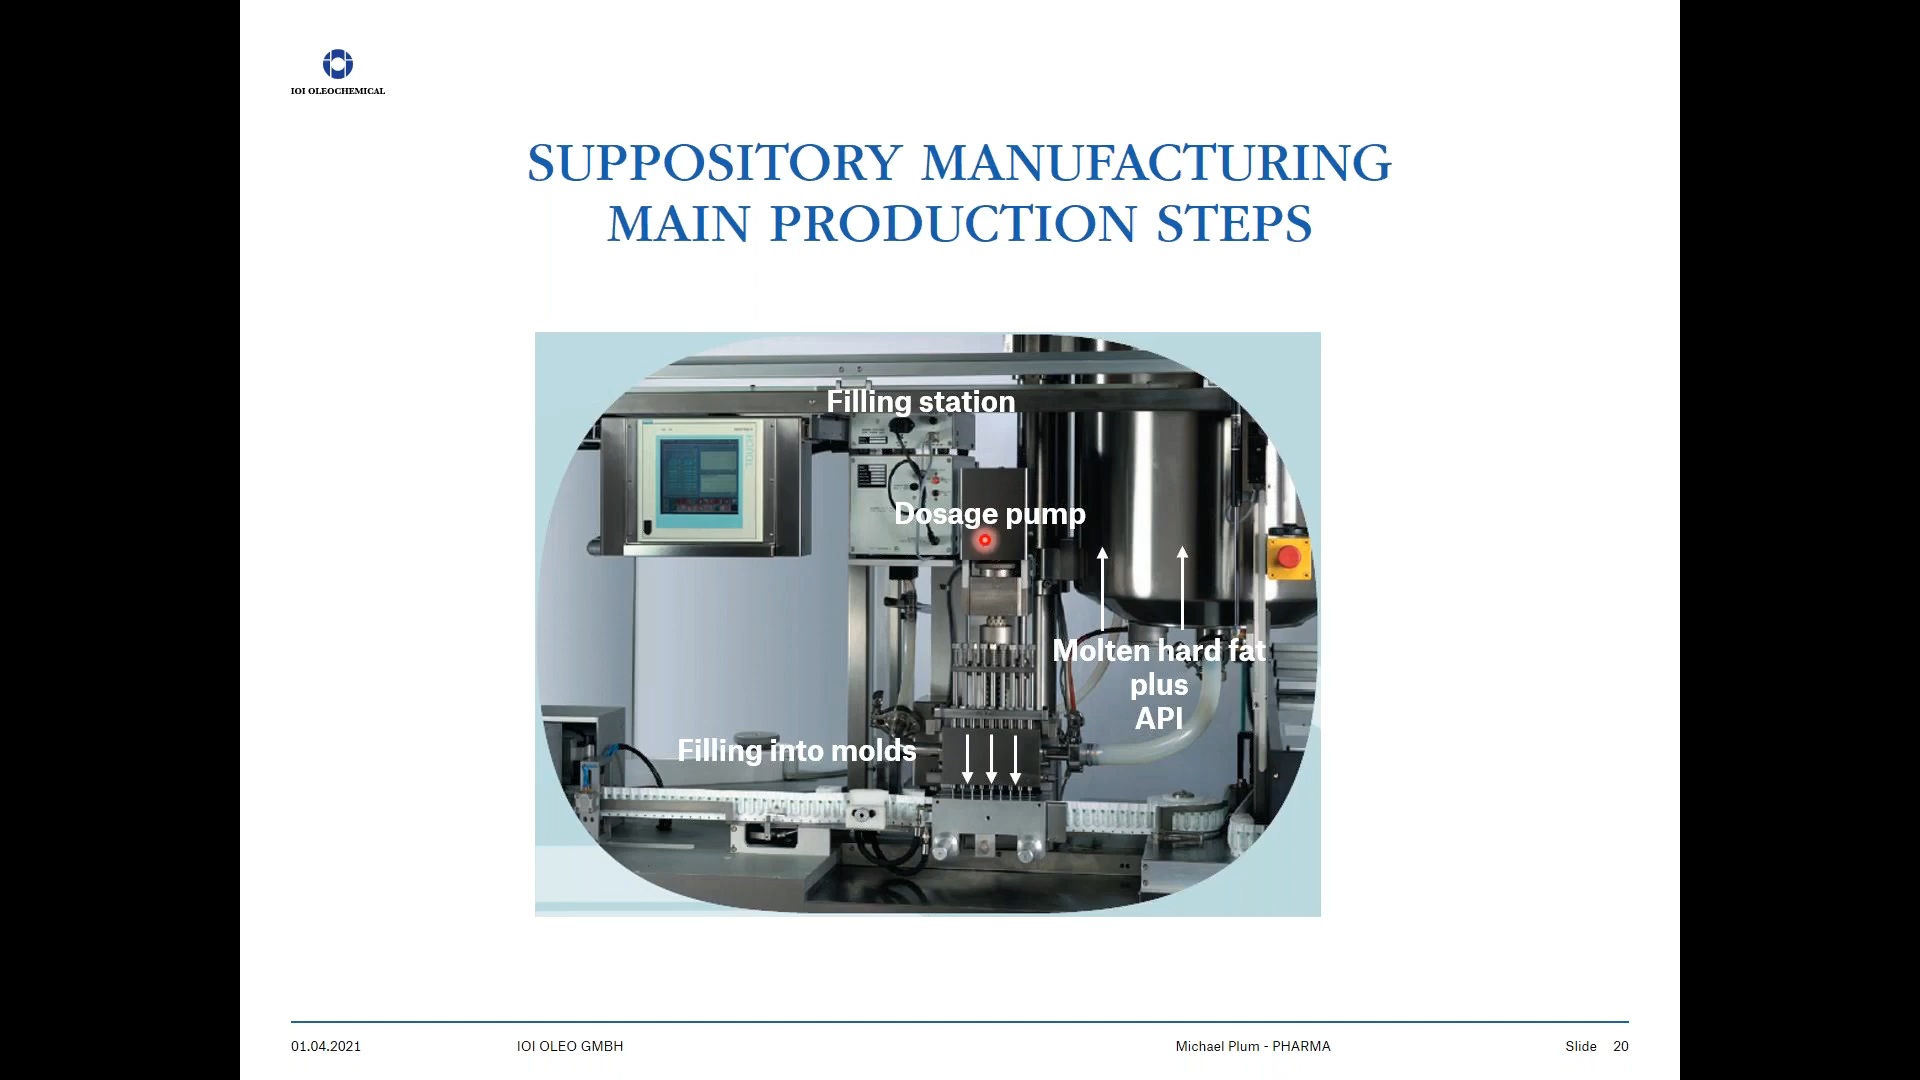 IOI OLEOCHEMICAL
SUPPOSITORY MANUFACTURING
MAIN PRODUCTION STEPS
Filling station
TOUCH
Dosage pump
Molten hard fat
plus
API
Filling into molds
01.04.2021
IOI OLEO GMBH
Michael Plum - PHARMA
Slide 20